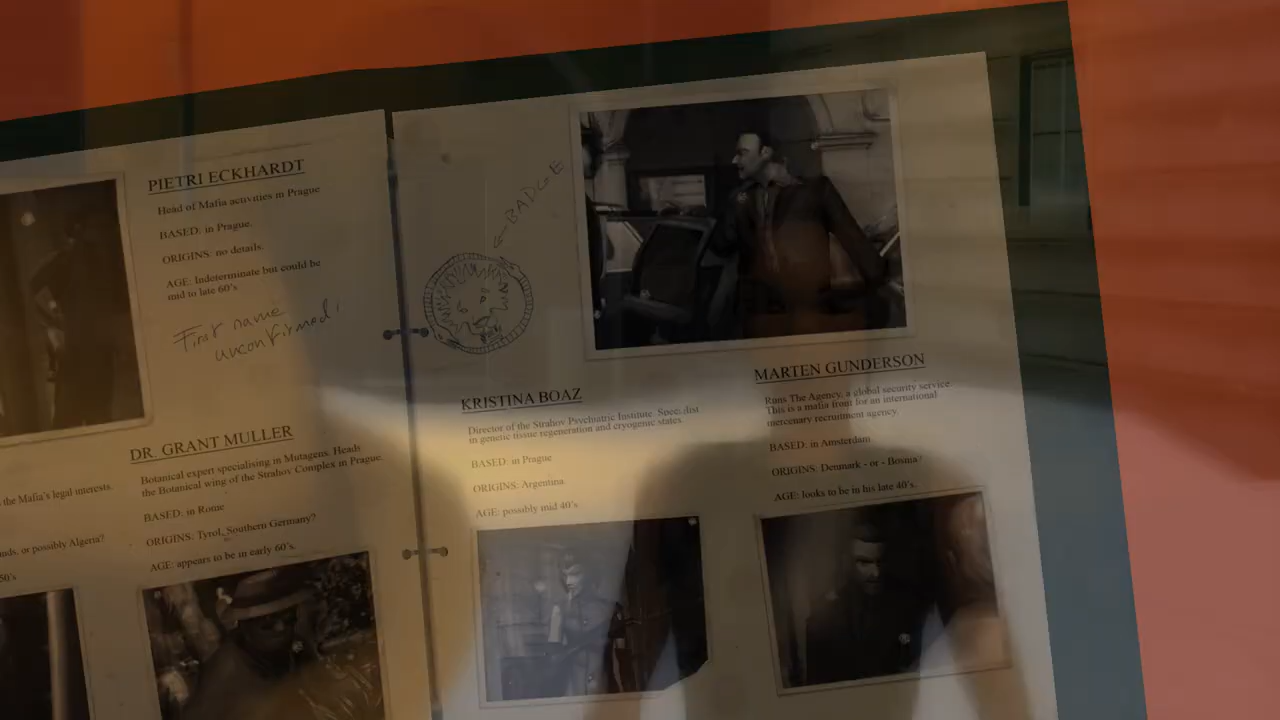 PIETRI ECKHARDT
Head of Mafia activities in Prague
BASED: in Prague.
ORIGINS: no details.
AGE: Indeterminate but could be
mid to late 60's
First name
unconfirmed!
the Mafia's legal interests.
or possibly Algeria?
50's
DR. GRANT MULLER
Botanical expert specialising in Mutagens. Heads
the Botanical wing of the Strahov Complex in Prague.
BASED: in Rome
ORIGINS: Tyrol, Southern Germany?
AGE: appears to be in early 60's.
BADGE
KRISTINA BOAZ
Director of the Strahov Psychiatric Institute. Specialist
in genetic tissue regeneration and cryogenic states.
BASED: in Prague
ORIGINS: Argentina.
AGE: possibly mid 40's
MARTEN GUNDERSON
Runs The Agency, a global security service.
This is a mafia front for an international
mercenary recruitment agency.
BASED: in Amsterdam
ORIGINS: Denmark - or - Bosnia?
AGE: looks to be in his late 40's.